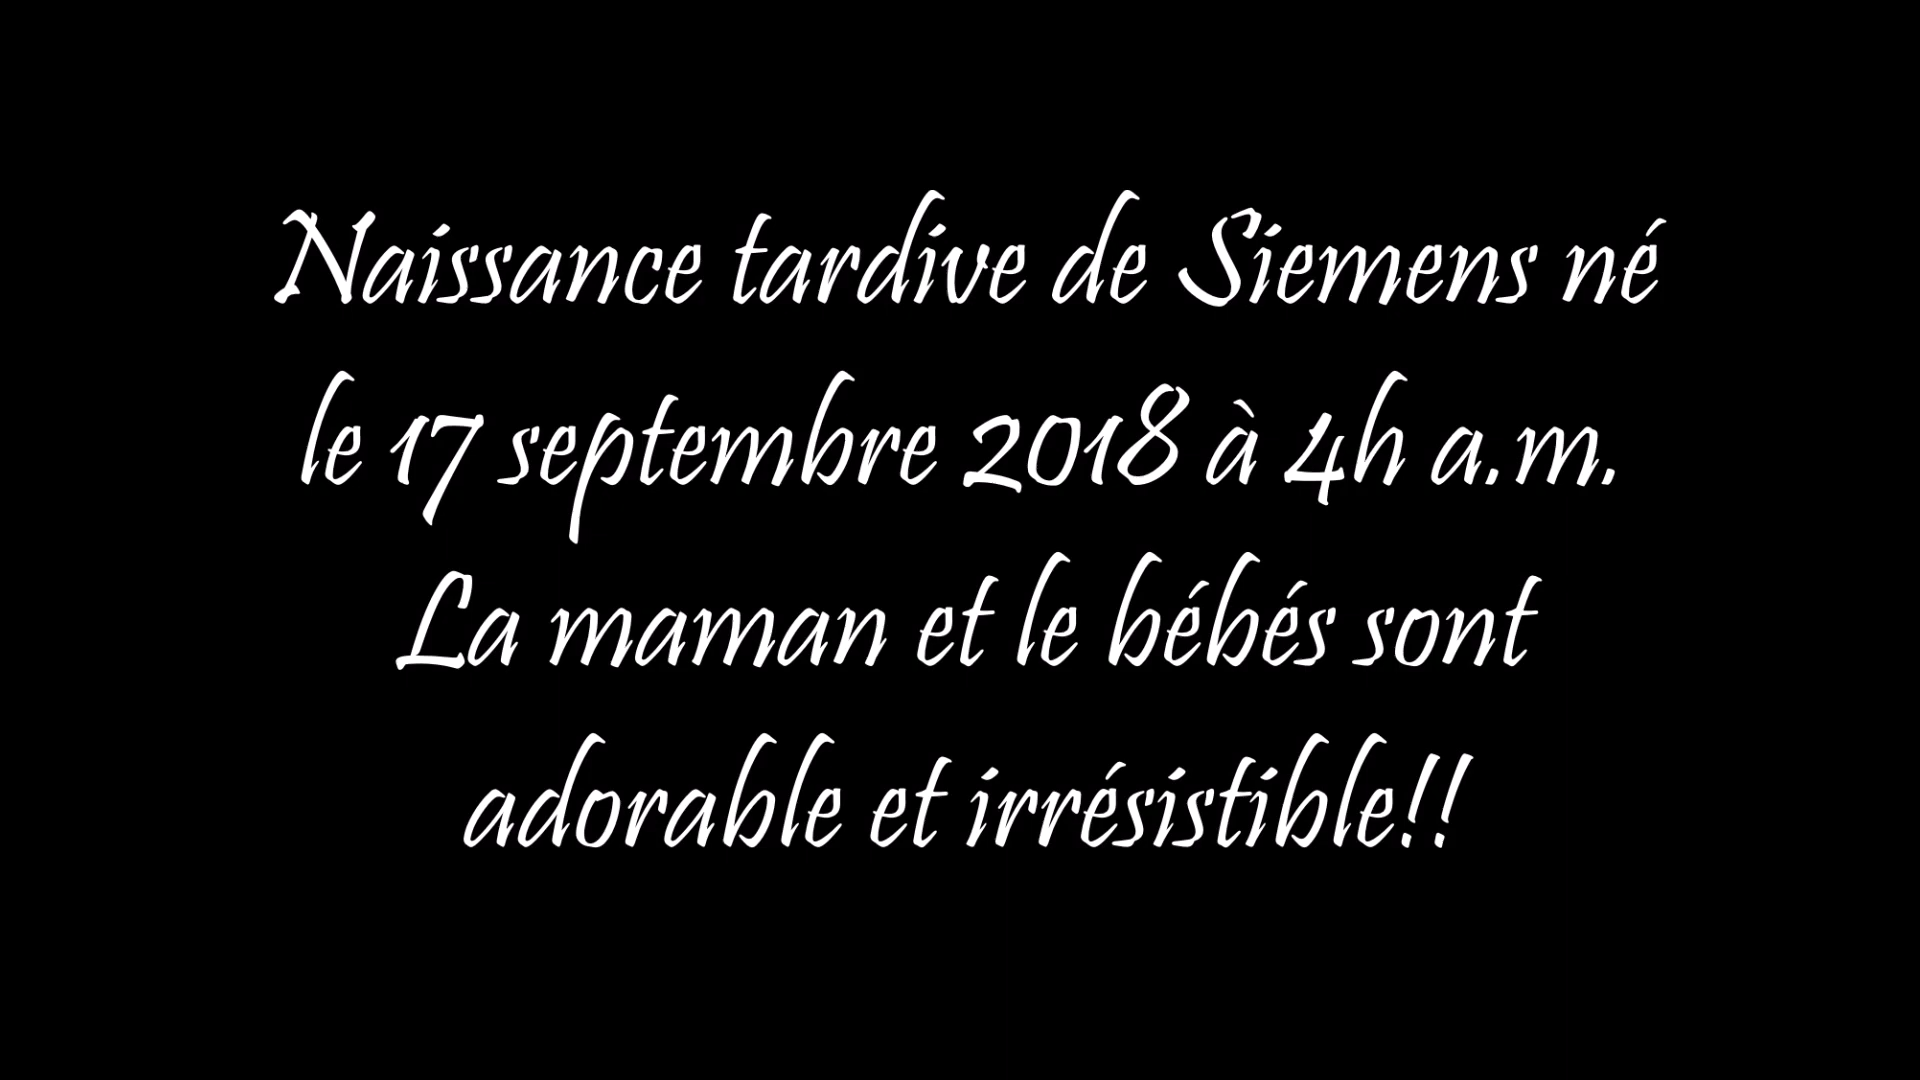 Naissance tardive de Siemens né
le 17 septembre 2018 à 4h a.m.
La maman et le bébés sont
adorable et irrésistible!!